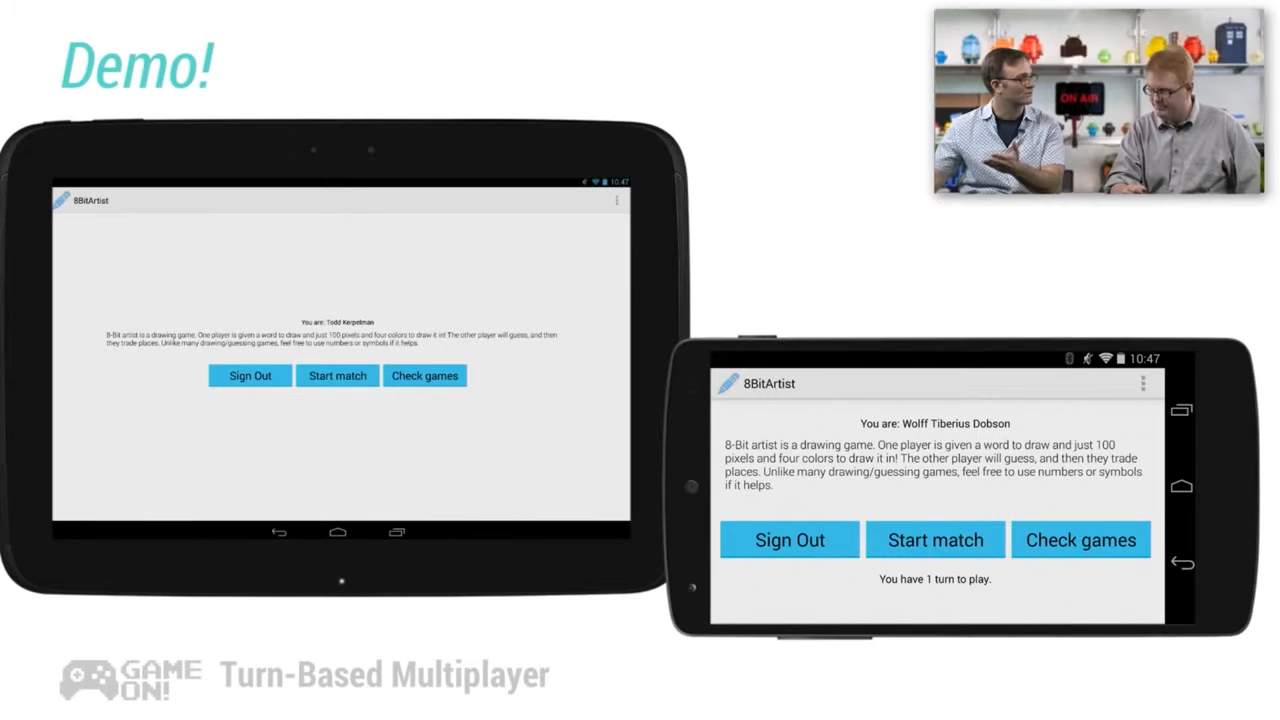 Demo!
ON AIR
10:47
8BitArtist
You are: Todd Kerpelman
8-Bit artist is a drawing game. One player is given a word to draw and just 100 pixels and four colors to draw it in! The other player will guess, and then
they trade places. Unlike many drawing/guessing games, feel free to use numbers or symbols if it helps.
Sign Out Start match Check games
10:47
8BitArtist
You are: Wolff Tiberius Dobson
8-Bit artist is a drawing game. One player is given a word to draw and just 100
pixels and four colors to draw it in! The other player will guess, and then they trade
places. Unlike many drawing/guessing games, feel free to use numbers or symbols
if it helps.
Sign Out Start match Check games
You have 1 turn to play.
GAME
ON!
Turn-Based Multiplayer